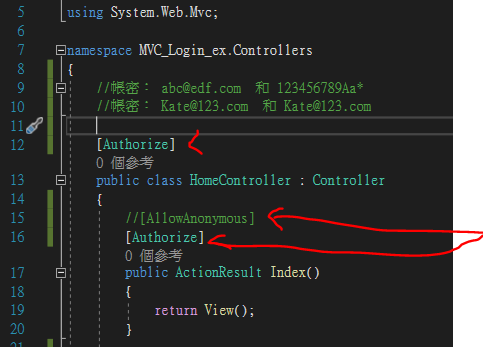 5 using System.Web.Mvc;
6
7 namespace MVC_Login_ex.Controllers
8 {
9 //帳密： abc@edf.com 和 123456789Aa*
10 //帳密： Kate@123.com 和 Kate@123.com
11
12 [Authorize]
0 個參考
13 public class HomeController : Controller
14 {
15 //[AllowAnonymous]
16 [Authorize]
0 個參考
17 public ActionResult Index()
18 {
19 return View();
20 }
21